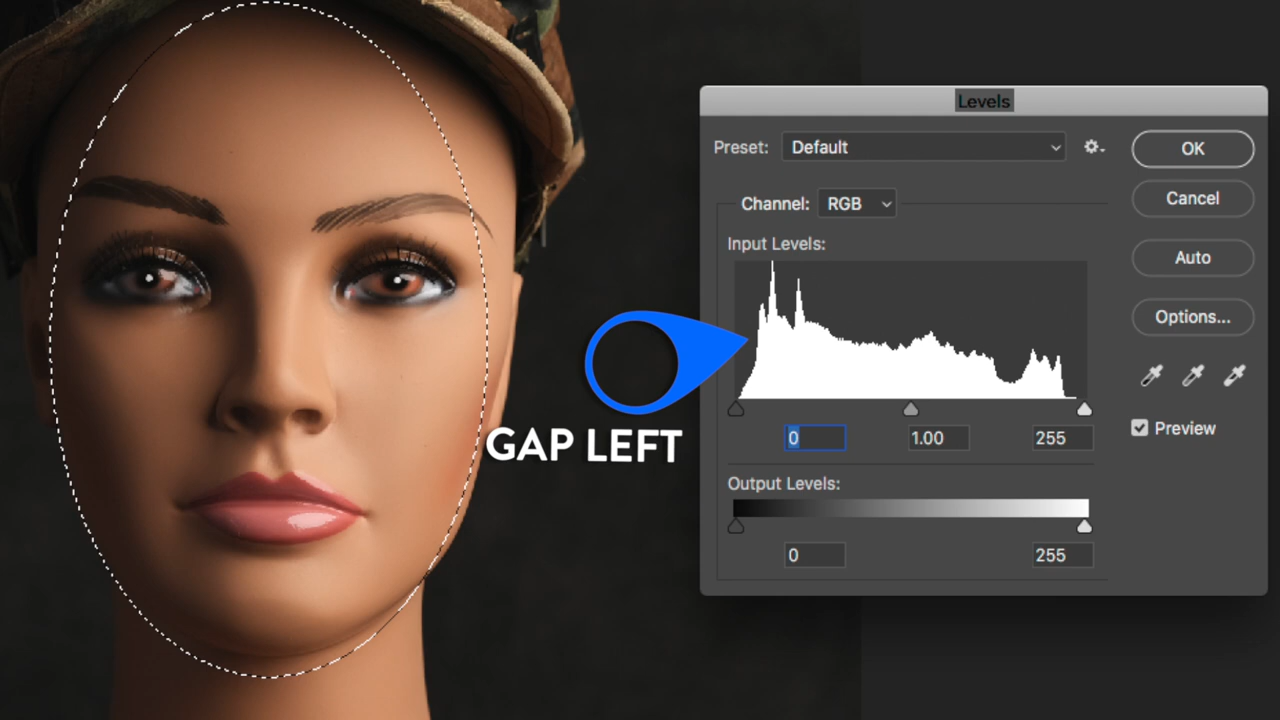 Levels
Preset: Default
OK
Channel: RGB
Cancel
Input Levels:
Auto
Options...
GAP LEFT
0 1.00 255
Preview
Output Levels:
0 255